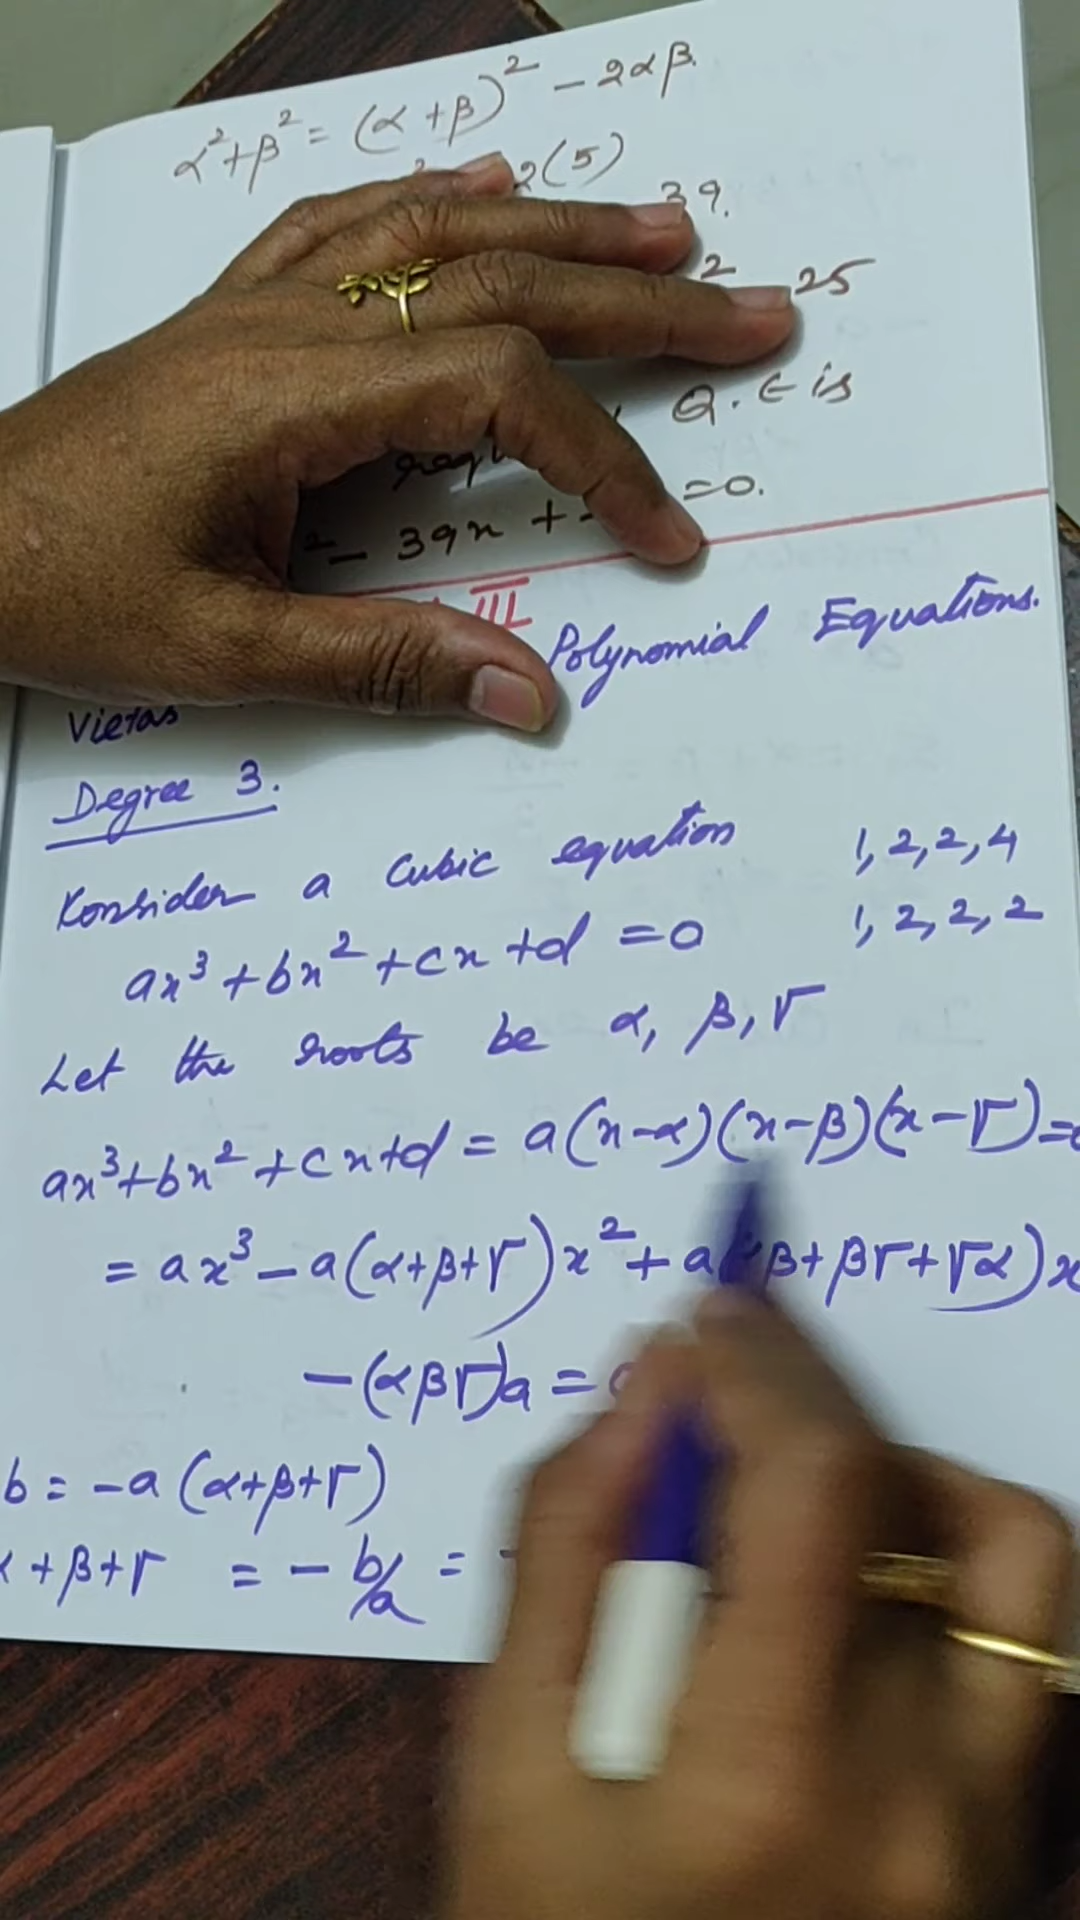 α²+β² = (α+β)² - 2αβ.
2(5)
39.
2 25
Q. E is
- 39x + =0.
III Polynomial Equations.
Vietas
Degree 3.
Consider a cubic equation 1, 2, 2, 4
ax³+bx²+cx+d=0 1, 2, 2, 2
Let the roots be α, β, γ
ax³+bx²+cx+d = a(x-α)(x-β)(x-γ)=
= ax³ - a(α+β+γ)x² + a β+βγ+γα)x
-(αβγ)a =
b = -a (α+β+γ)
+β+γ = -b/a =